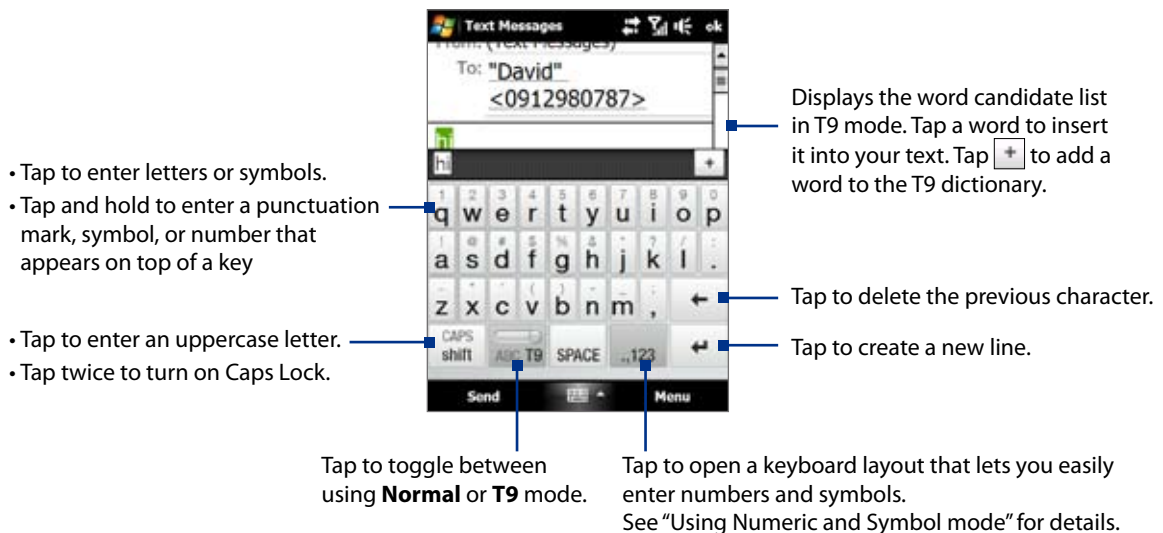 Text Messages ok
From: (Text Messages)
To: "David"
<0912980787>
hi
hi +
1 2 3 4 5 6 7 8 9 0
q w e r t y u i o p
a s d f g h j k l .
z x c v b n m ,
CAPS
shift ABC T9 SPACE .,123
Send Menu
• Tap to enter letters or symbols.
• Tap and hold to enter a punctuation
mark, symbol, or number that
appears on top of a key
• Tap to enter an uppercase letter.
• Tap twice to turn on Caps Lock.
Displays the word candidate list
in T9 mode. Tap a word to insert
it into your text. Tap + to add a
word to the T9 dictionary.
Tap to delete the previous character.
Tap to create a new line.
Tap to toggle between
using Normal or T9 mode.
Tap to open a keyboard layout that lets you easily
enter numbers and symbols.
See “Using Numeric and Symbol mode” for details.